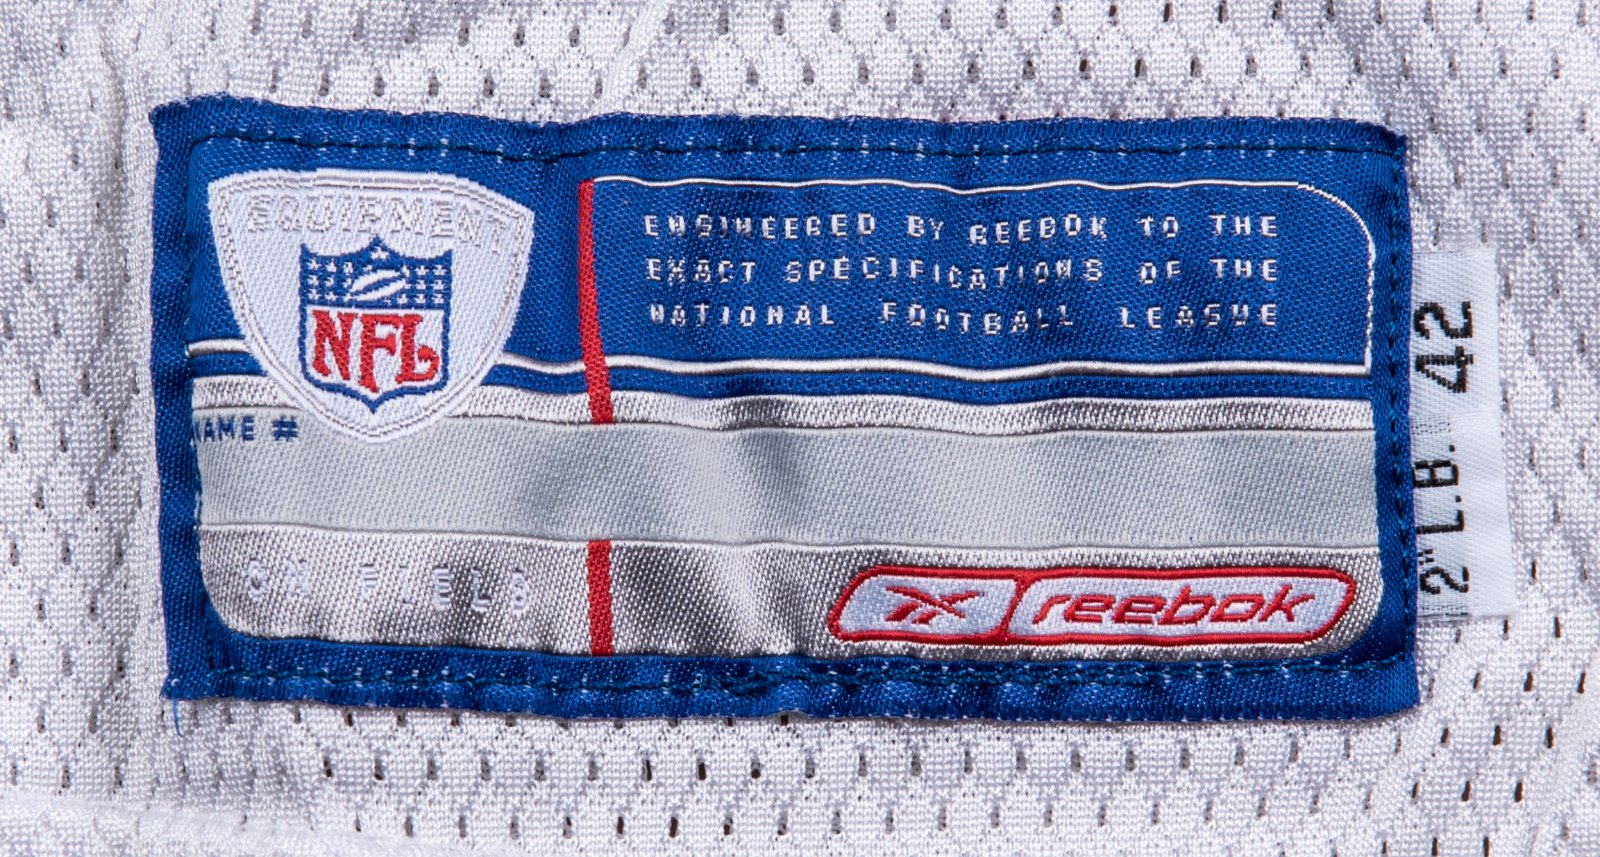 EQUIPMENT
NFL
ENGINEERED BY REEBOK TO THE
EXACT SPECIFICATIONS OF THE
NATIONAL FOOTBALL LEAGUE
NAME #
ON FIELD
reebok
2" L.B. 42